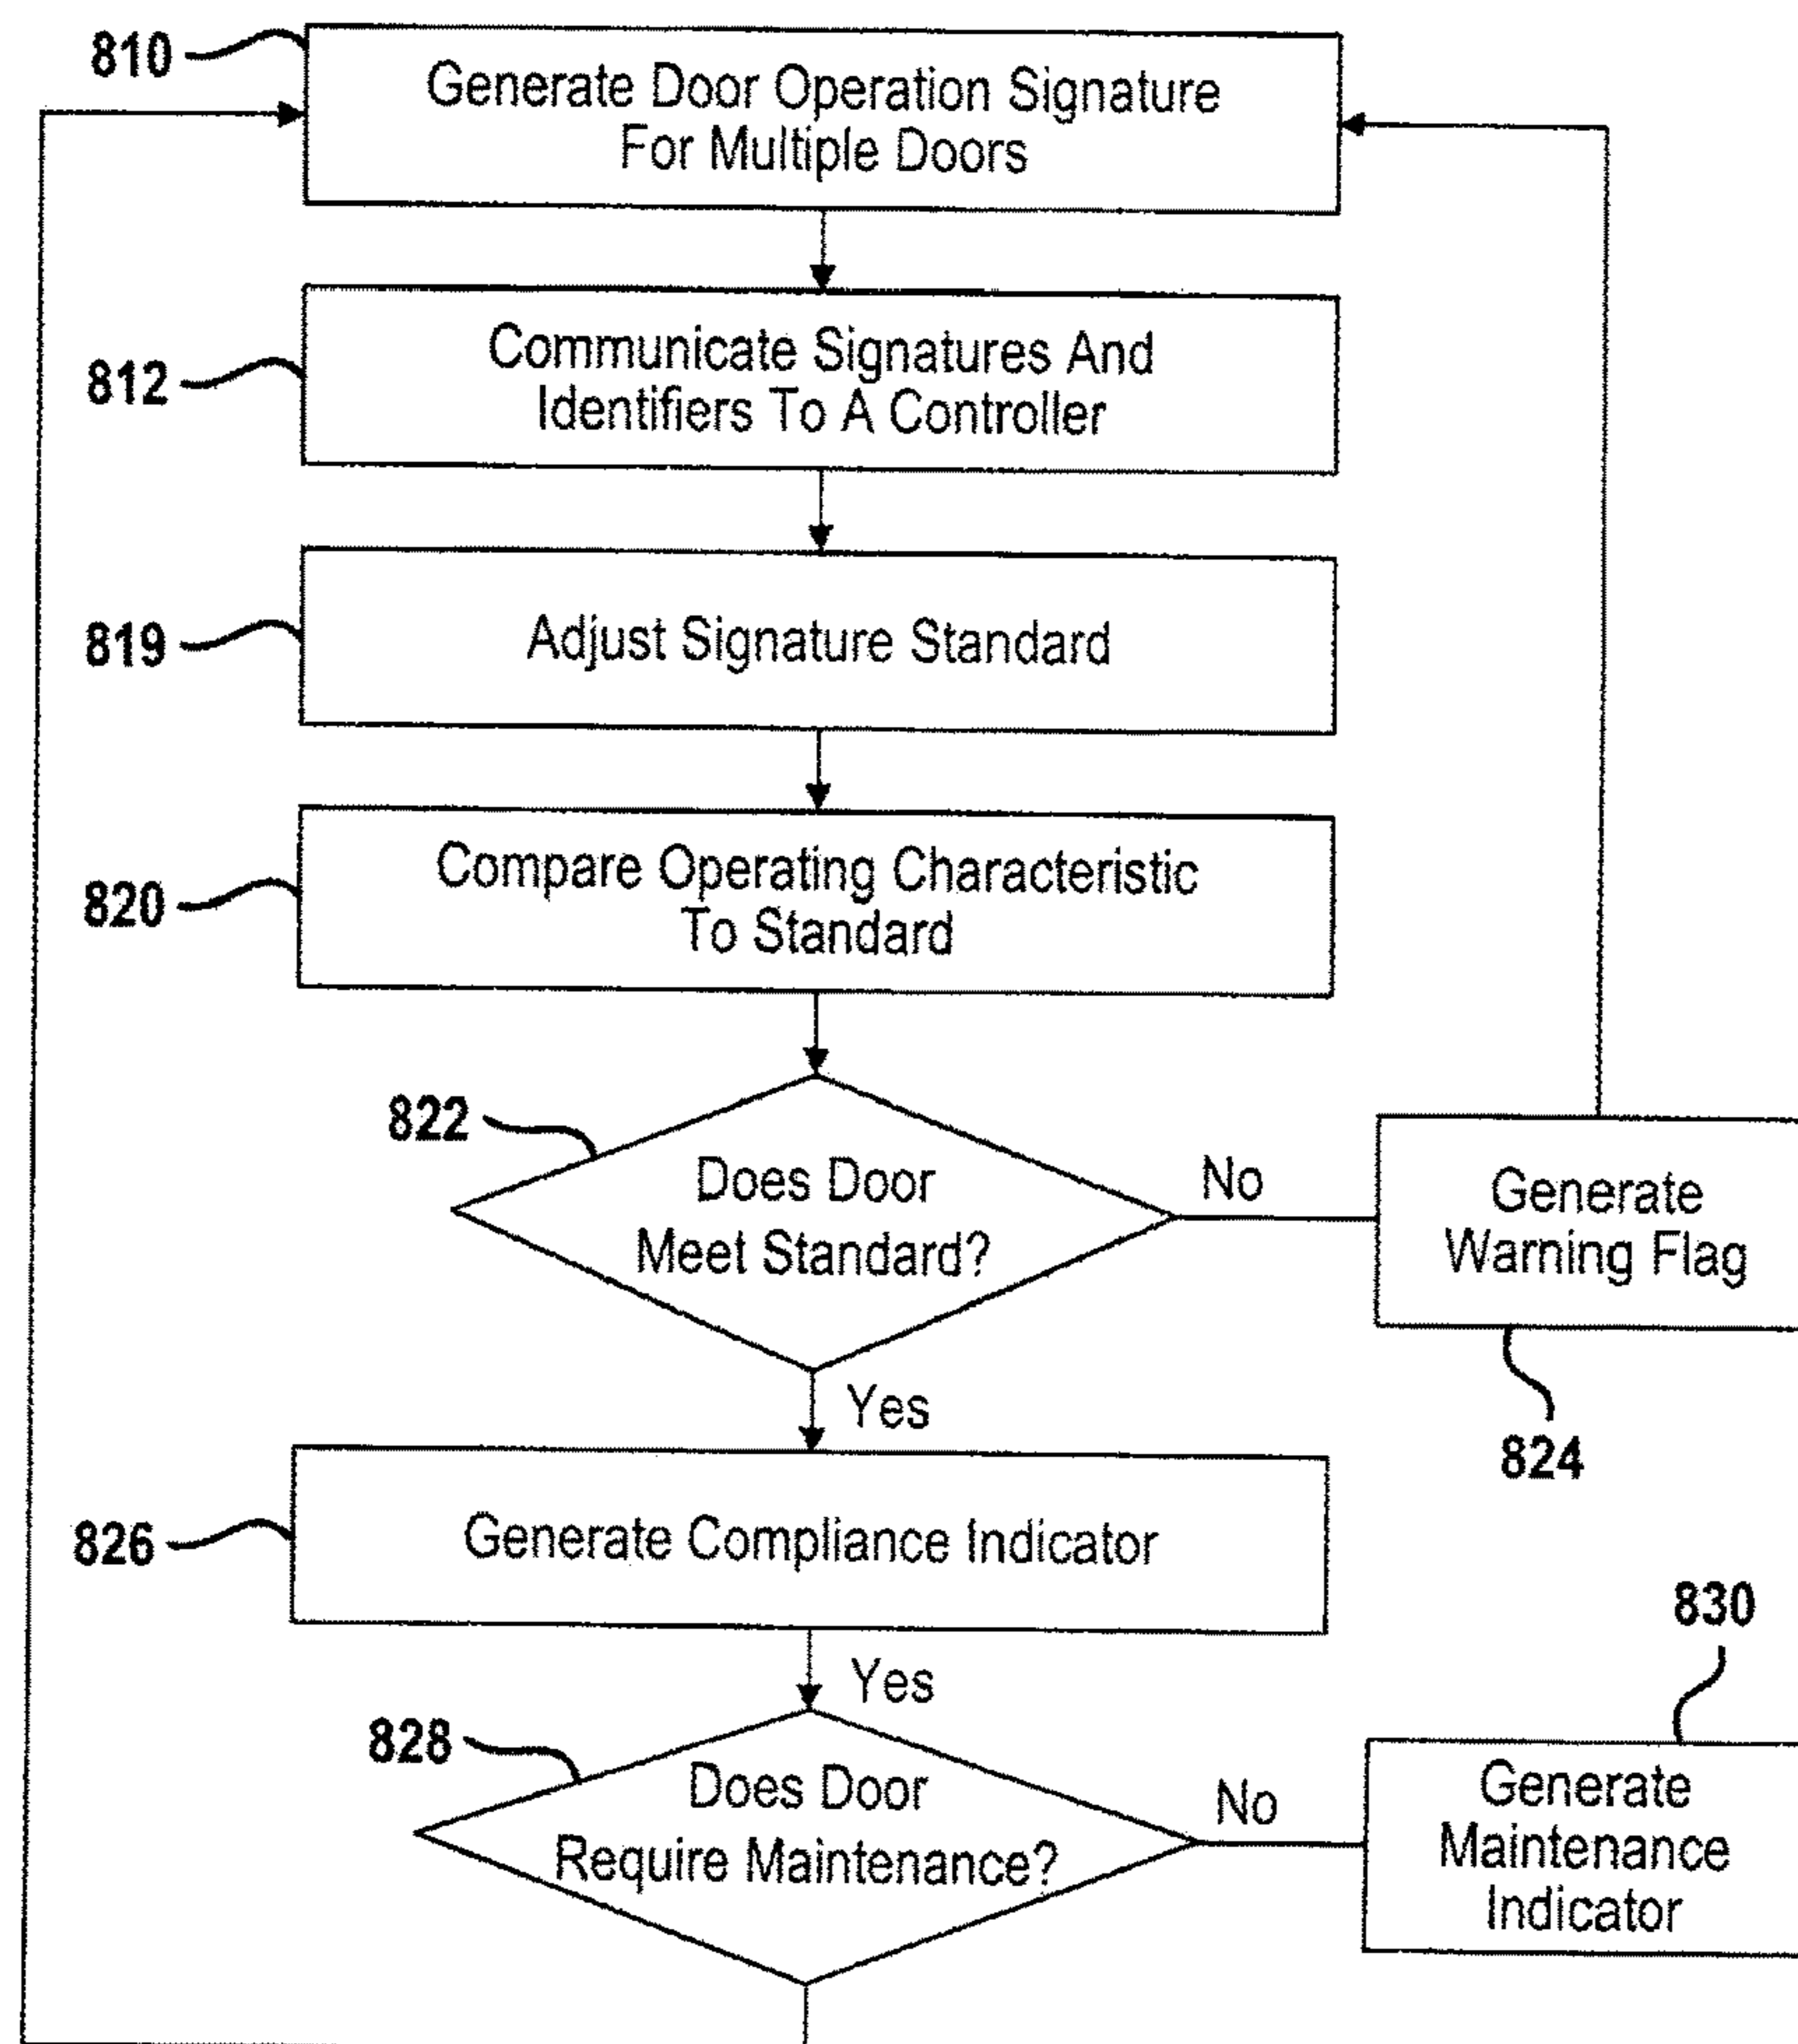 810
Generate Door Operation Signature
For Multiple Doors
812
Communicate Signatures And
Identifiers To A Controller
819
Adjust Signature Standard
820
Compare Operating Characteristic
To Standard
822
Does Door
Meet Standard?
No
Generate
Warning Flag
824
Yes
826
Generate Compliance Indicator
Yes
830
828
Does Door
Require Maintenance?
No
Generate
Maintenance
Indicator